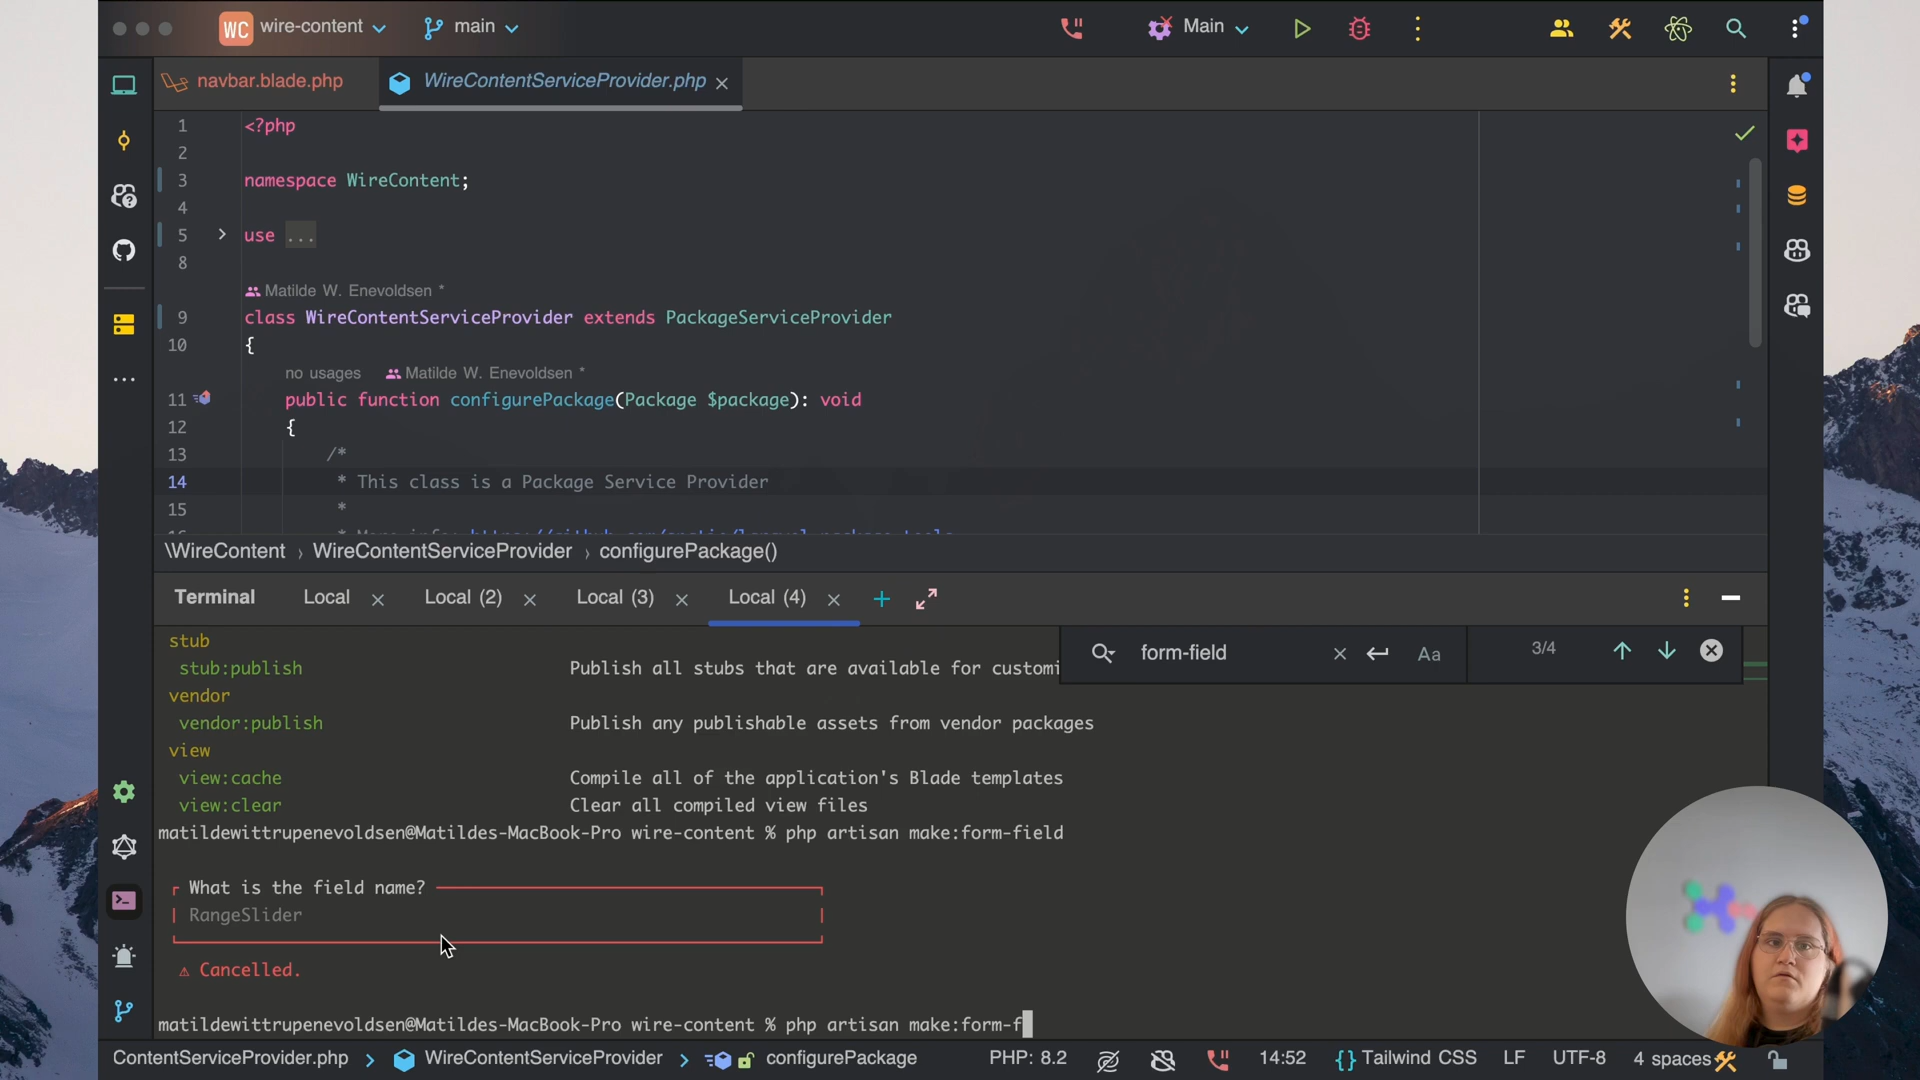 WC wire-content main Main
navbar.blade.php WireContentServiceProvider.php
1 <?php
2
3 namespace WireContent;
4
5 use ...
8
Matilde W. Enevoldsen *
9 class WireContentServiceProvider extends PackageServiceProvider
10 {
no usages Matilde W. Enevoldsen *
11 public function configurePackage(Package $package): void
12 {
13 /*
14 * This class is a Package Service Provider
15 *
\WireContent › WireContentServiceProvider › configurePackage()
Terminal Local Local (2) Local (3) Local (4)
stub
form-field Aa 3/4
stub:publish Publish all stubs that are available for customi
vendor
vendor:publish Publish any publishable assets from vendor packages
view
view:cache Compile all of the application's Blade templates
view:clear Clear all compiled view files
matildewittrupenevoldsen@Matildes-MacBook-Pro wire-content % php artisan make:form-field
What is the field name?
RangeSlider
⚠ Cancelled.
matildewittrupenevoldsen@Matildes-MacBook-Pro wire-content % php artisan make:form-f
ContentServiceProvider.php › WireContentServiceProvider › configurePackage PHP: 8.2 14:52 {} Tailwind CSS LF UTF-8 4 spaces